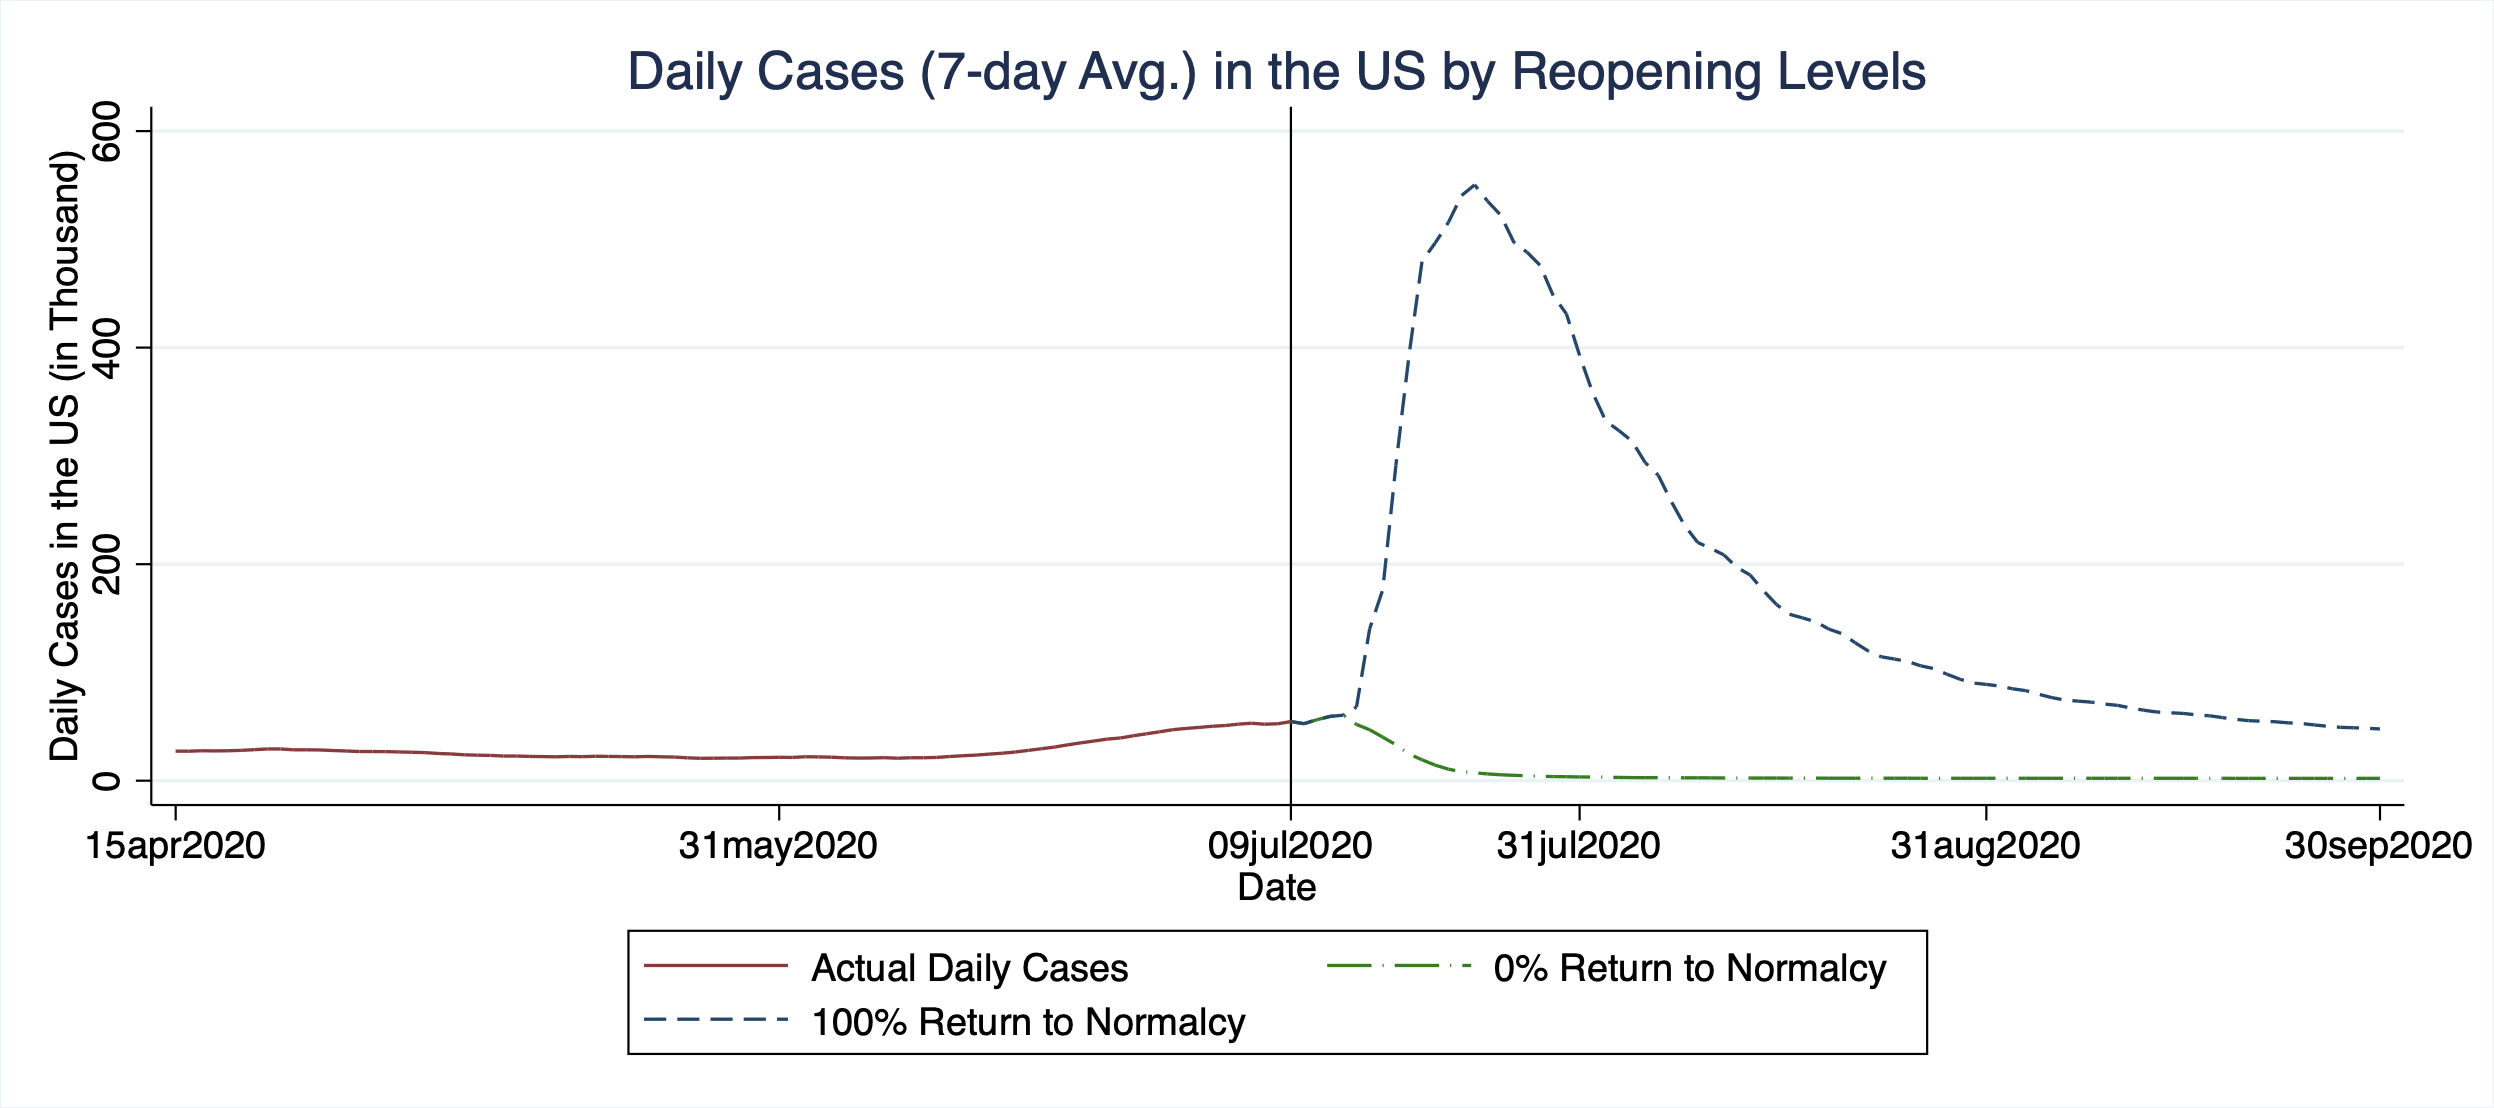 Daily Cases (7-day Avg.) in the US by Reopening Levels
Daily Cases in the US (in Thousand)
600
400
200
0
15apr2020
31may2020
09jul2020
31jul2020
31aug2020
30sep2020
Date
Actual Daily Cases
0% Return to Normalcy
100% Return to Normalcy